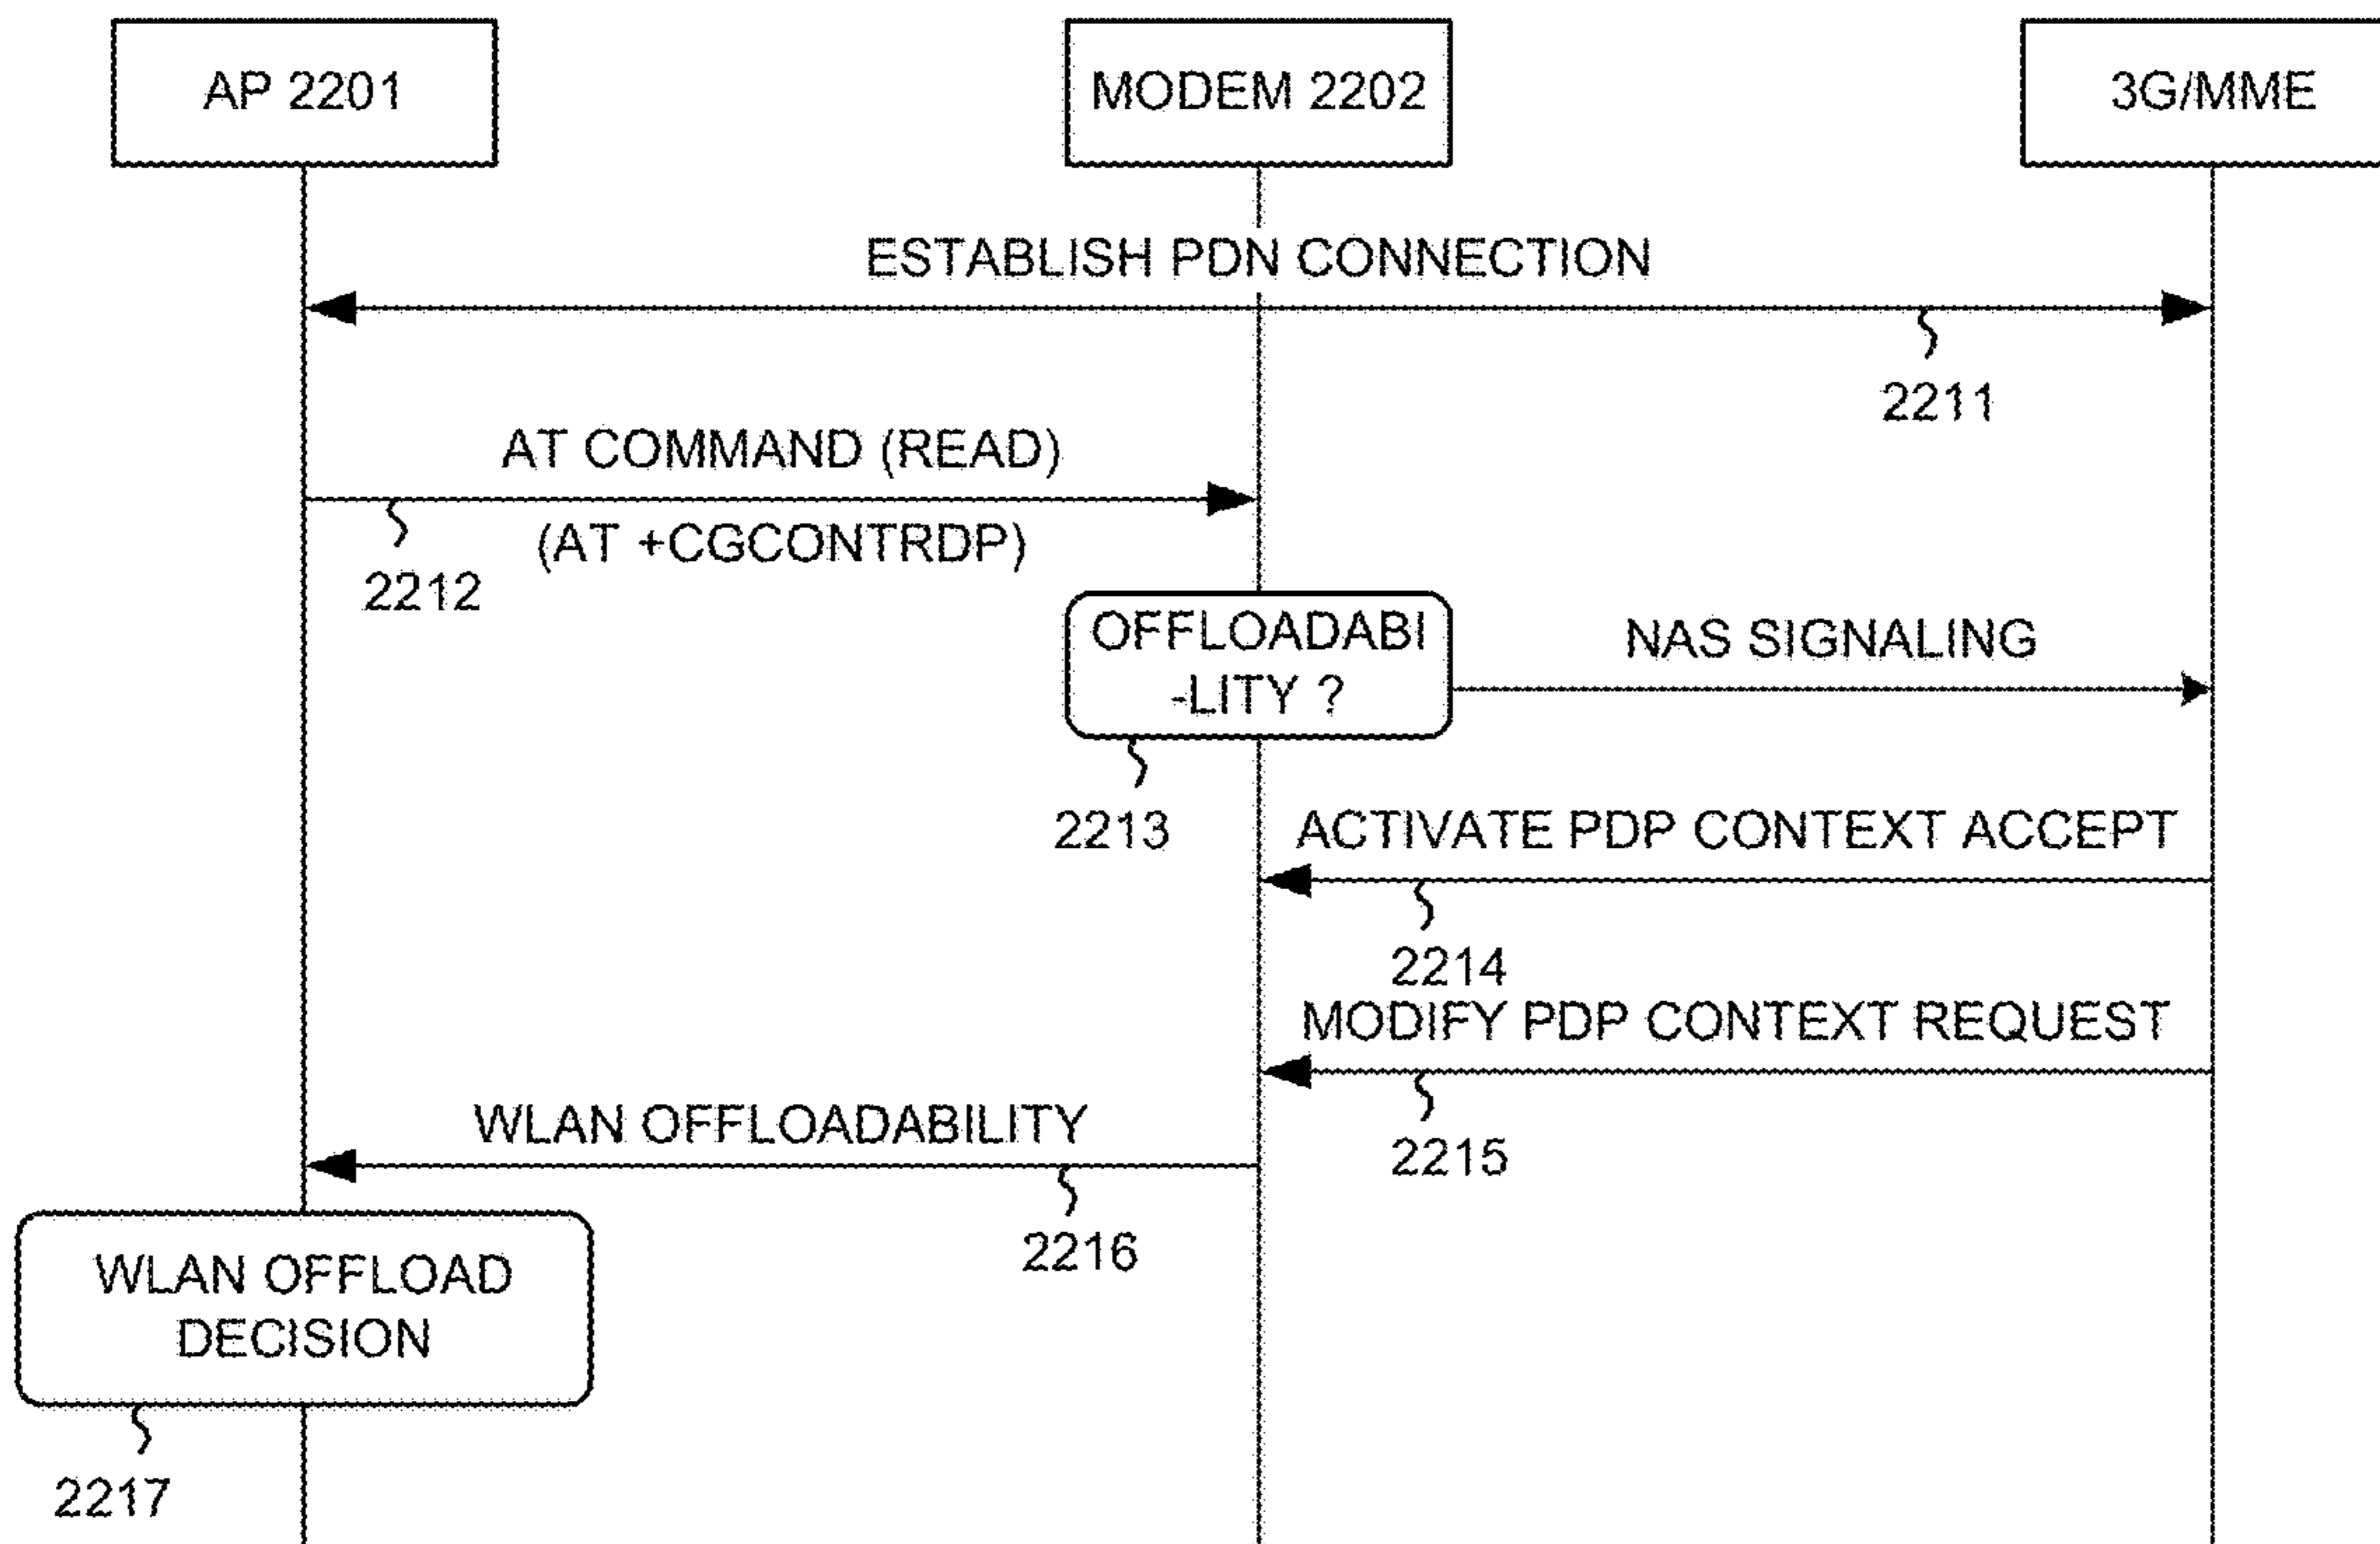 AP 2201
MODEM 2202
3G/MME
ESTABLISH PDN CONNECTION
2211
AT COMMAND (READ)
(AT +CGCONTRDP)
2212
OFFLOADABI
-LITY ?
NAS SIGNALING
2213
ACTIVATE PDP CONTEXT ACCEPT
2214
MODIFY PDP CONTEXT REQUEST
2215
WLAN OFFLOADABILITY
2216
WLAN OFFLOAD
DECISION
2217